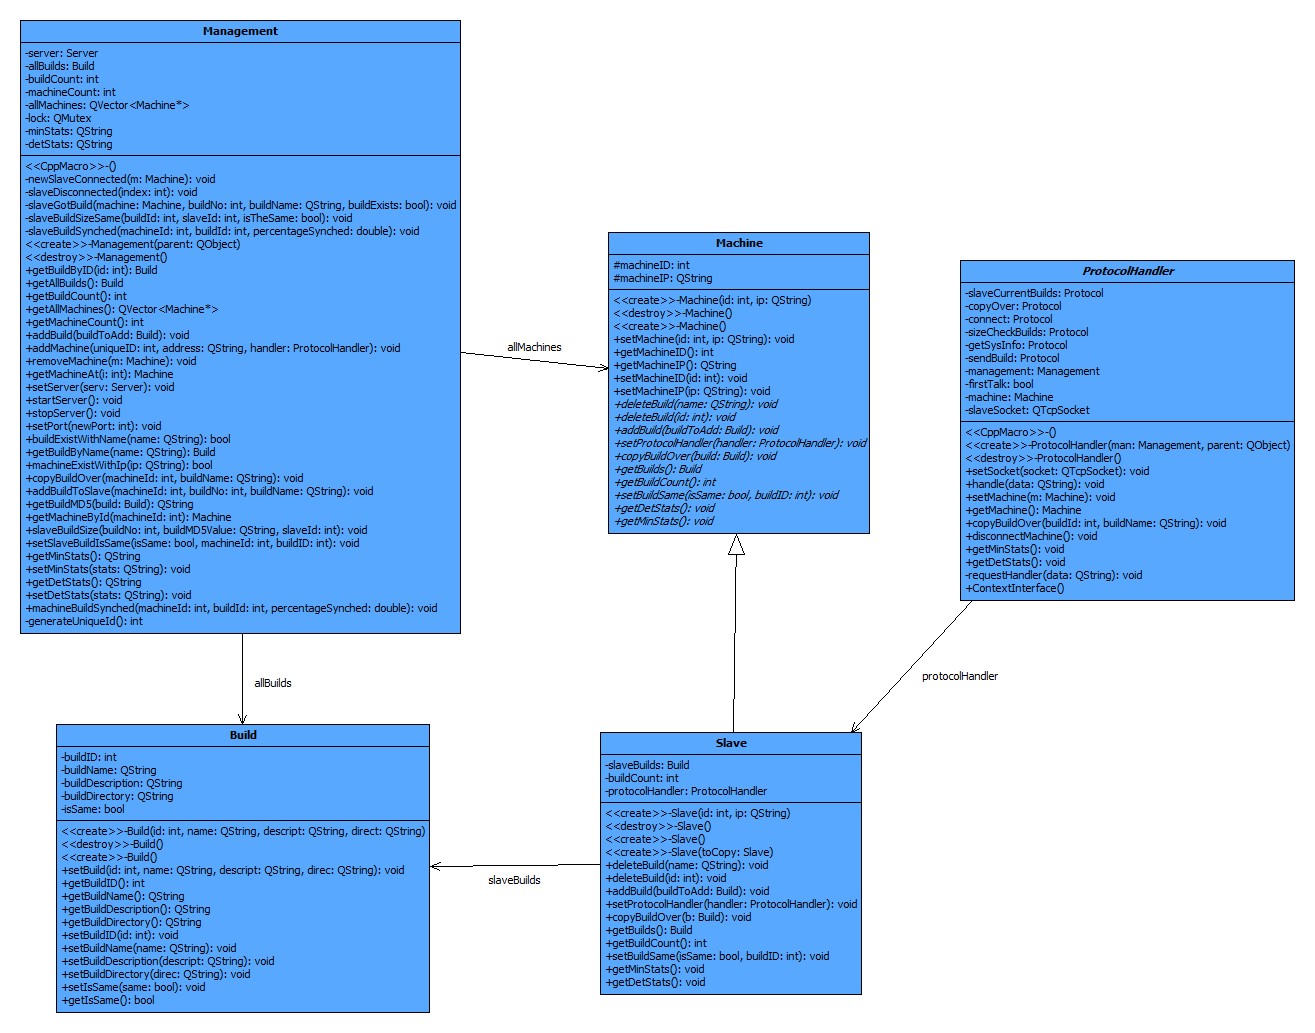 Management
-server: Server
-allBuilds: Build
-buildCount: int
-machineCount: int
-allMachines: QVector<Machine*>
-lock: QMutex
-minStats: QString
-detStats: QString
<<CppMacro>>-()
-newSlaveConnected(m: Machine): void
-slaveDisconnected(index: int): void
-slaveGotBuild(machine: Machine, buildNo: int, buildName: QString, buildExists: bool): void
-slaveBuildSizeSame(buildId: int, slaveId: int, isTheSame: bool): void
-slaveBuildSynched(machineId: int, buildId: int, percentageSynched: double): void
<<create>>-Management(parent: QObject)
<<destroy>>-Management()
+getBuildByID(id: int): Build
+getAllBuilds(): Build
+getBuildCount(): int
+getAllMachines(): QVector<Machine*>
+getMachineCount(): int
+addBuild(buildToAdd: Build): void
+addMachine(uniqueID: int, address: QString, handler: ProtocolHandler): void
+removeMachine(m: Machine): void
+getMachineAt(i: int): Machine
+setServer(serv: Server): void
+startServer(): void
+stopServer(): void
+setPort(newPort: int): void
+buildExistWithName(name: QString): bool
+getBuildByName(name: QString): Build
+machineExistWithIp(ip: QString): bool
+copyBuildOver(machineId: int, buildName: QString): void
+addBuildToSlave(machineId: int, buildNo: int, buildName: QString): void
+getBuildMD5(build: Build): QString
+getMachineById(machineId: int): Machine
+slaveBuildSize(buildNo: int, buildMD5Value: QString, slaveId: int): void
+setSlaveBuildIsSame(isSame: bool, machineId: int, buildID: int): void
+getMinStats(): QString
+setMinStats(stats: QString): void
+getDetStats(): QString
+setDetStats(stats: QString): void
+machineBuildSynched(machineId: int, buildId: int, percentageSynched: double): void
-generateUniqueId(): int
allMachines
Machine
#machineID: int
#machineIP: QString
<<create>>-Machine(id: int, ip: QString)
<<destroy>>-Machine()
<<create>>-Machine()
+setMachine(id: int, ip: QString): void
+getMachineID(): int
+getMachineIP(): QString
+setMachineID(id: int): void
+setMachineIP(ip: QString): void
+deleteBuild(name: QString): void
+deleteBuild(id: int): void
+addBuild(buildToAdd: Build): void
+setProtocolHandler(handler: ProtocolHandler): void
+copyBuildOver(build: Build): void
+getBuilds(): Build
+getBuildCount(): int
+setBuildSame(isSame: bool, buildID: int): void
+getDetStats(): void
+getMinStats(): void
ProtocolHandler
-slaveCurrentBuilds: Protocol
-copyOver: Protocol
-connect: Protocol
-sizeCheckBuilds: Protocol
-getSysInfo: Protocol
-sendBuild: Protocol
-management: Management
-firstTalk: bool
-machine: Machine
-slaveSocket: QTcpSocket
<<CppMacro>>-()
<<create>>-ProtocolHandler(man: Management, parent: QObject)
<<destroy>>-ProtocolHandler()
+setSocket(socket: QTcpSocket): void
+handle(data: QString): void
+setMachine(m: Machine): void
+getMachine(): Machine
+copyBuildOver(buildId: int, buildName: QString): void
+disconnectMachine(): void
+getMinStats(): void
+getDetStats(): void
-requestHandler(data: QString): void
+ContextInterface()
allBuilds
protocolHandler
Build
-buildID: int
-buildName: QString
-buildDescription: QString
-buildDirectory: QString
-isSame: bool
<<create>>-Build(id: int, name: QString, descript: QString, direct: QString)
<<destroy>>-Build()
<<create>>-Build()
+setBuild(id: int, name: QString, descript: QString, direc: QString): void
+getBuildID(): int
+getBuildName(): QString
+getBuildDescription(): QString
+getBuildDirectory(): QString
+setBuildID(id: int): void
+setBuildName(name: QString): void
+setBuildDescription(descript: QString): void
+setBuildDirectory(direc: QString): void
+setIsSame(same: bool): void
+getIsSame(): bool
slaveBuilds
Slave
-slaveBuilds: Build
-buildCount: int
-protocolHandler: ProtocolHandler
<<create>>-Slave(id: int, ip: QString)
<<destroy>>-Slave()
<<create>>-Slave()
<<create>>-Slave(toCopy: Slave)
+deleteBuild(name: QString): void
+deleteBuild(id: int): void
+addBuild(buildToAdd: Build): void
+setProtocolHandler(handler: ProtocolHandler): void
+copyBuildOver(b: Build): void
+getBuilds(): Build
+getBuildCount(): int
+setBuildSame(isSame: bool, buildID: int): void
+getMinStats(): void
+getDetStats(): void